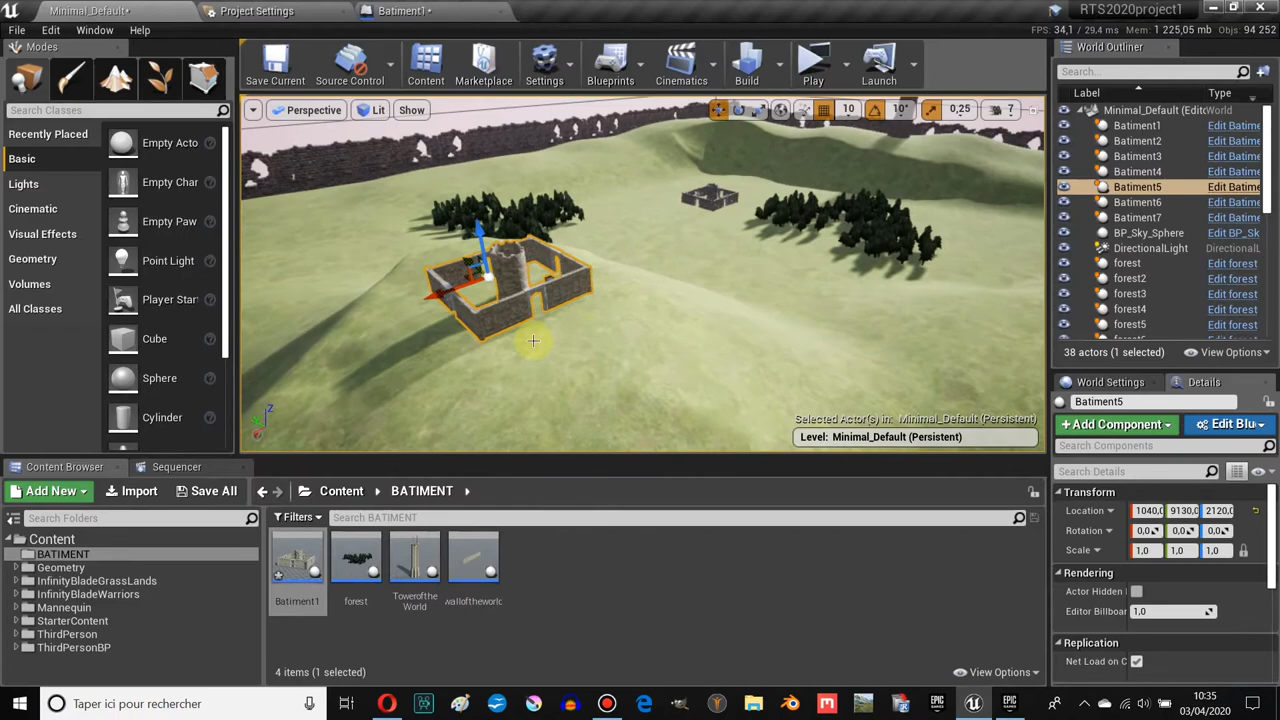 Minimal_Default•
Project Settings
Batiment1•
RTS2020project1
File Edit Window Help
FPS: 34,1 / 29,4 ms Mem: 1 225,05 mb Objs: 94 252
Modes
Search Classes
Recently Placed
Basic
Lights
Cinematic
Visual Effects
Geometry
Volumes
All Classes
Empty Acto
Empty Char
Empty Paw
Point Light
Player Star
Cube
Sphere
Cylinder
Save Current
Source Control
Content
Marketplace
Settings
Blueprints
Cinematics
Build
Play
Launch
Perspective Lit Show
10 10° 0,25 7
Selected Actor(s) in: Minimal_Default (Persistent)
Level: Minimal_Default (Persistent)
World Outliner
Search...
Label Type
Minimal_Default (Edito World
Batiment1 Edit Batime
Batiment2 Edit Batime
Batiment3 Edit Batime
Batiment4 Edit Batime
Batiment5 Edit Batime
Batiment6 Edit Batime
Batiment7 Edit Batime
BP_Sky_Sphere Edit BP_Sk
DirectionalLight DirectionalL
forest Edit forest
forest2 Edit forest
forest3 Edit forest
forest4 Edit forest
forest5 Edit forest
38 actors (1 selected) View Options
World Settings Details
Batiment5
+Add Component Edit Blu
Search Components
Search Details
Transform
Location 1040,0 9130,0 2120,0
Rotation 0,0 0,0 0,0
Scale 1,0 1,0 1,0
Rendering
Actor Hidden I
Editor Billboar 1,0
Replication
Net Load on C
Content Browser Sequencer
Add New Import Save All Content BATIMENT
Search Folders
Filters Search BATIMENT
Content
BATIMENT
Geometry
InfinityBladeGrassLands
InfinityBladeWarriors
Mannequin
StarterContent
ThirdPerson
ThirdPersonBP
Batiment1
forest
Towerofthe
World
walloftheworld
4 items (1 selected) View Options
Taper ici pour rechercher
10:35
03/04/2020